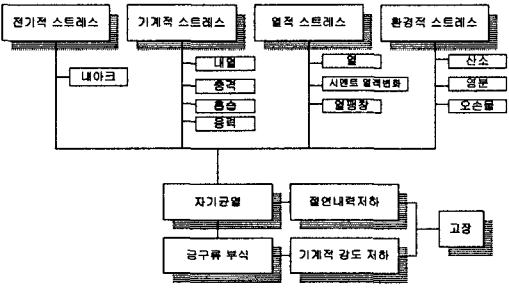 전기적 스트레스
기계적 스트레스
열적 스트레스
환경적 스트레스
내아크
내열
충격
흡습
응력
열
시멘트 열적변화
열팽창
산소
염분
오손물
자기균열
절연내력저하
금구류 부식
기계적 강도 저하
고장